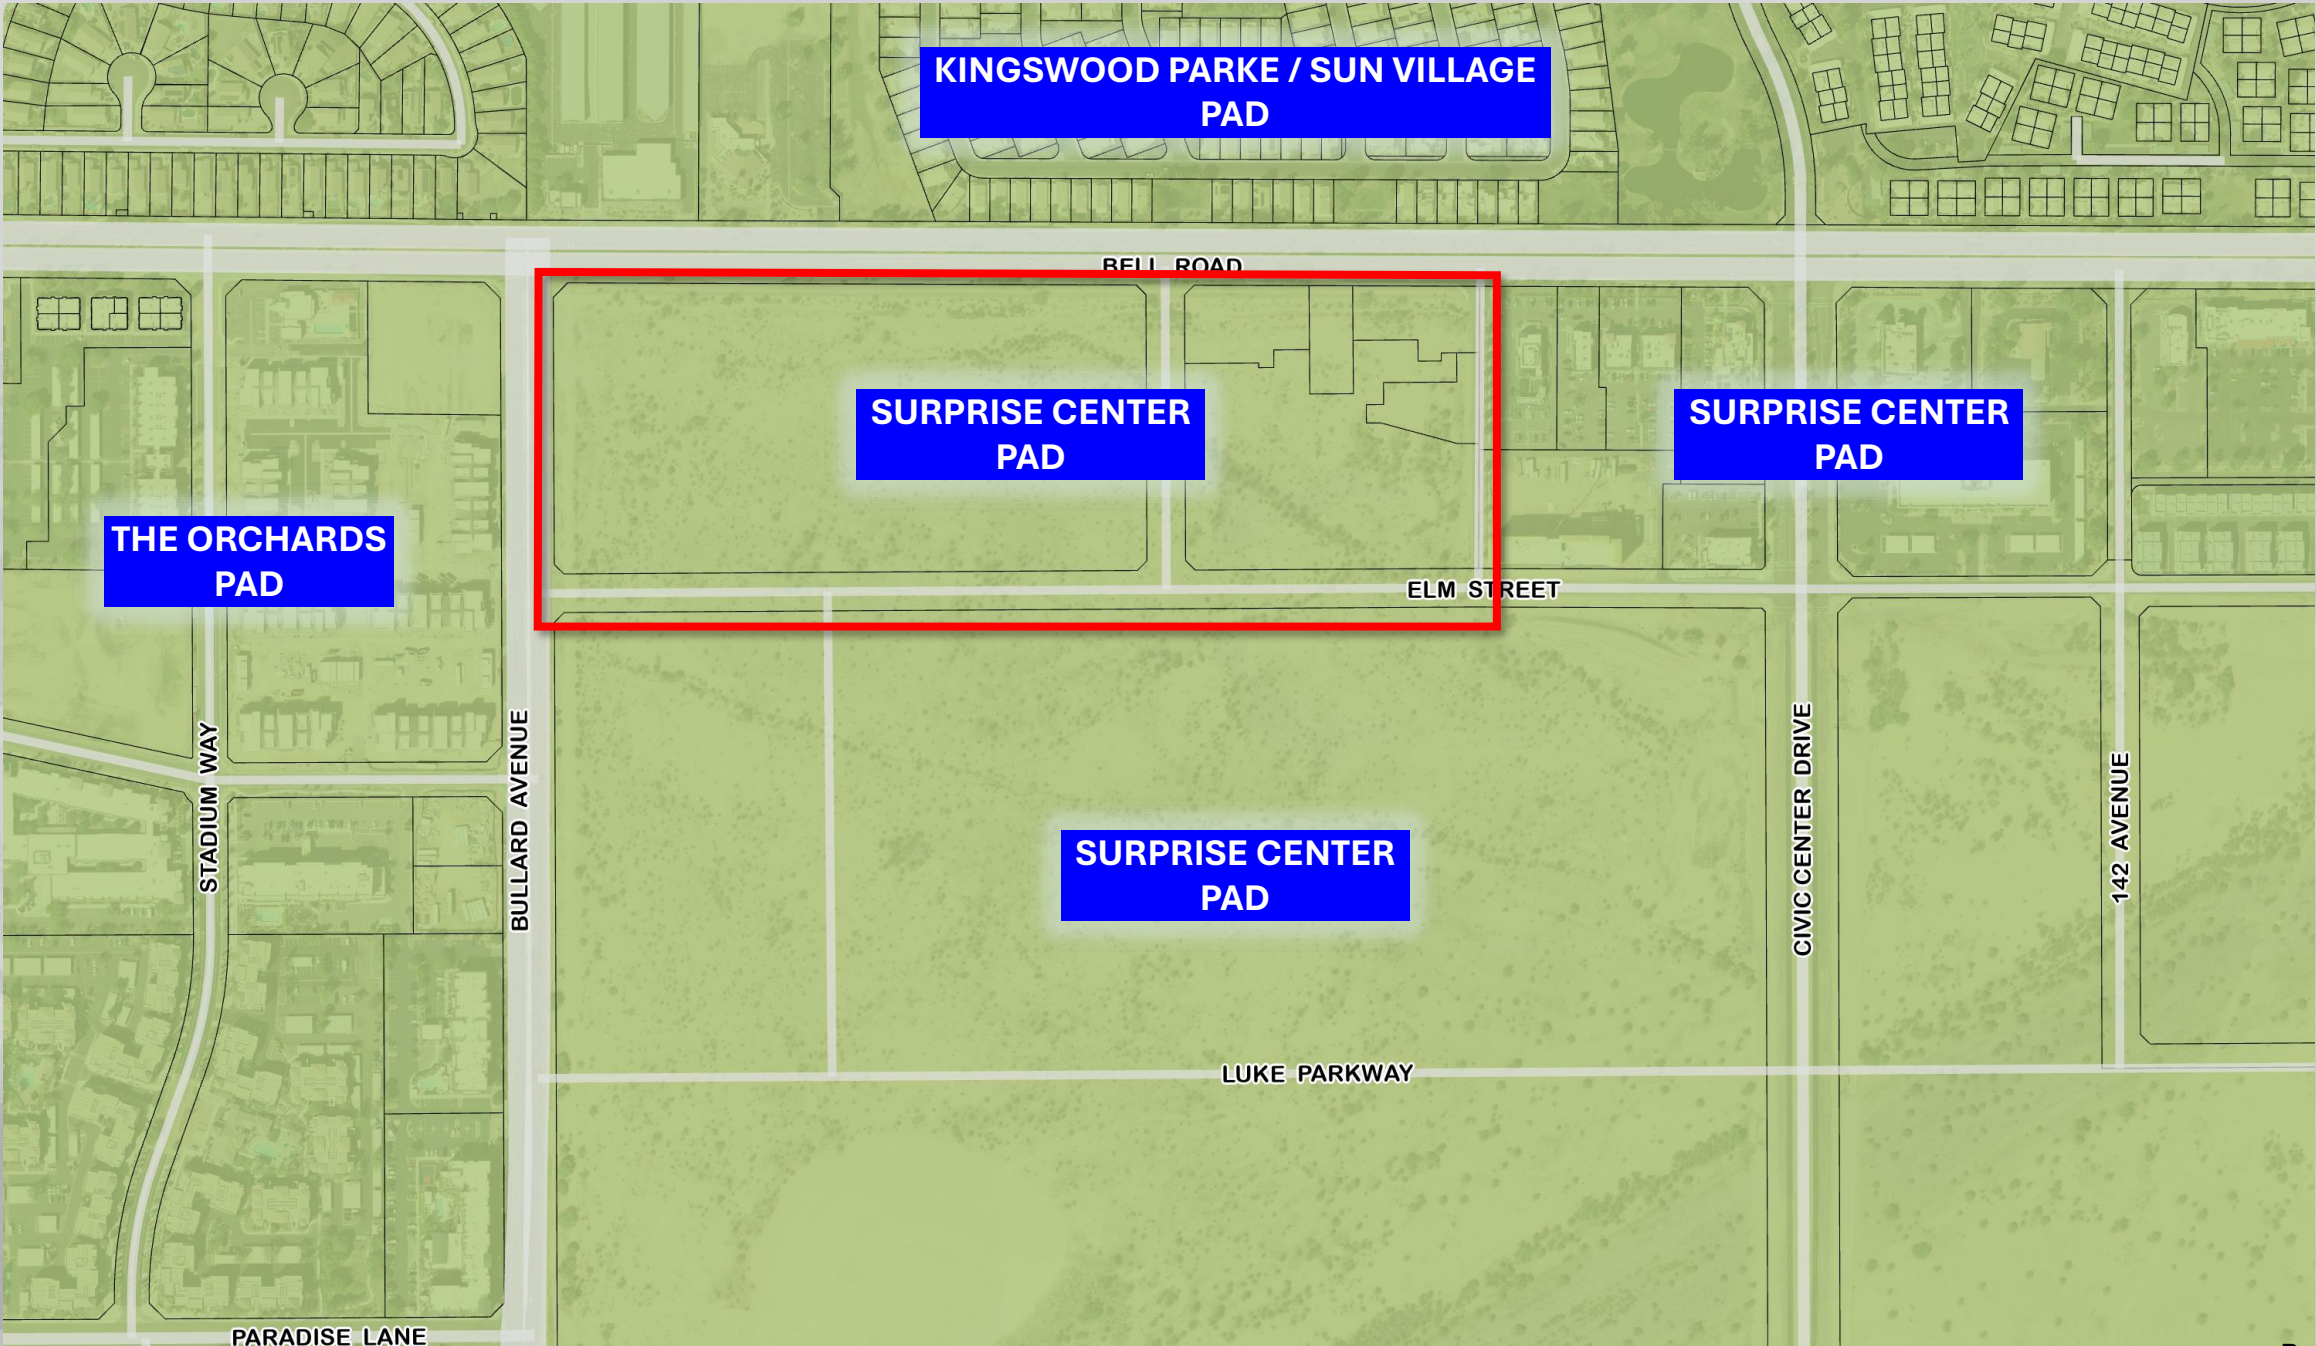 KINGSWOOD PARKE / SUN VILLAGE
PAD
BELL ROAD
SURPRISE CENTER
PAD
SURPRISE CENTER
PAD
THE ORCHARDS
PAD
ELM STREET
STADIUM WAY
BULLARD AVENUE
CIVIC CENTER DRIVE
142 AVENUE
SURPRISE CENTER
PAD
LUKE PARKWAY
PARADISE LANE